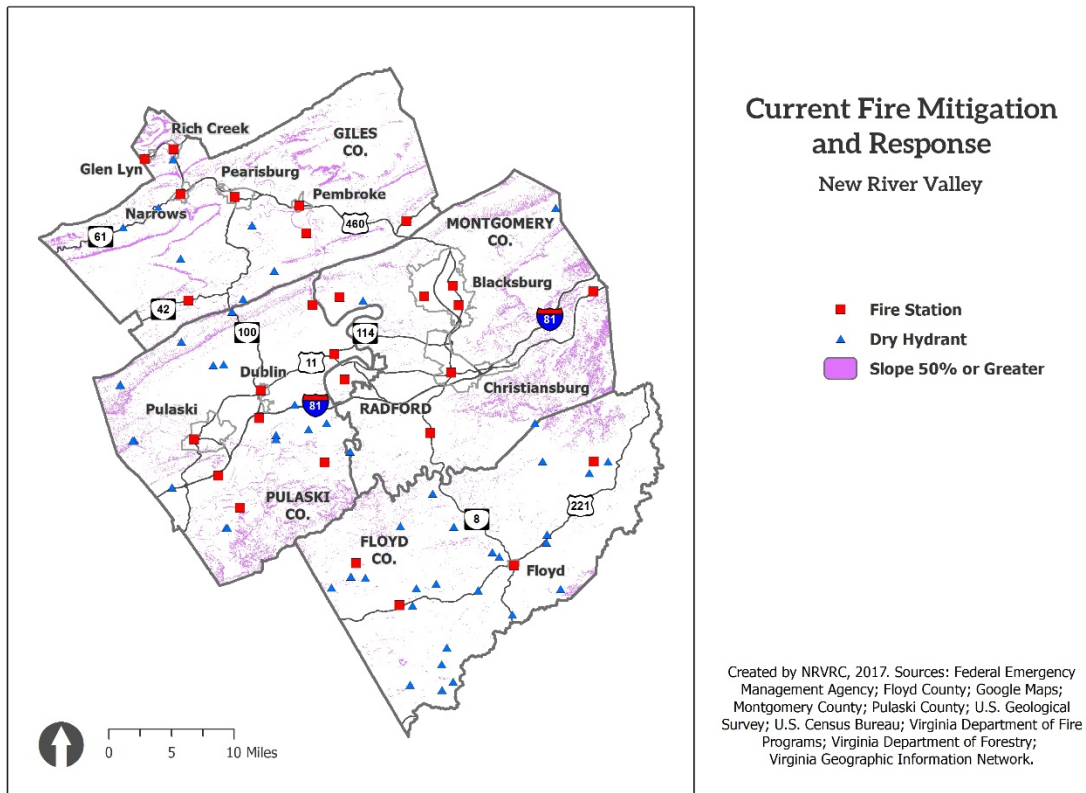 Current Fire Mitigation
and Response
New River Valley
Rich Creek
GILES
CO.
Glen Lyn
Pearisburg
Pembroke
Narrows
460
61
MONTGOMERY
CO.
Blacksburg
42
81
100
114
11
Dublin
Christiansburg
Pulaski
81
RADFORD
PULASKI
CO.
221
8
FLOYD
CO.
Floyd
Fire Station
Dry Hydrant
Slope 50% or Greater
0 5 10 Miles
Created by NRVRC, 2017. Sources: Federal Emergency
Management Agency; Floyd County; Google Maps;
Montgomery County; Pulaski County; U.S. Geological
Survey; U.S. Census Bureau; Virginia Department of Fire
Programs; Virginia Department of Forestry;
Virginia Geographic Information Network.